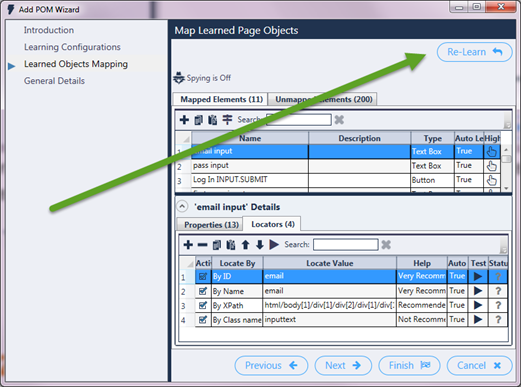 Add POM Wizard
Introduction
Learning Configurations
Learned Objects Mapping
General Details
Map Learned Page Objects
Re-Learn
Spying is Off
Mapped Elements (11) Unmapped Elements (200)
Search:
Name Description Type Auto Le High
1 email input Text Box True
2 pass input Text Box True
3 Log In INPUT.SUBMIT Button True
'email input' Details
Properties (13) Locators (4)
Search:
Activ Locate By Locate Value Help Auto Test Statu
1 By ID email Very Recomm True ?
2 By Name email Very Recomm True ?
3 By XPath html/body[1]/div[1]/div[2]/div[1]/div[1]/div[ Recommende True ?
4 By Class name inputtext Not Recomm True ?
Previous Next Finish Cancel